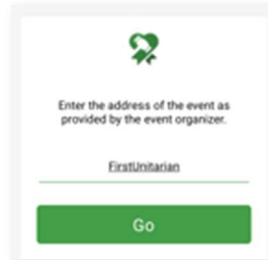 Enter the address of the event as
provided by the event organizer.
FirstUnitarian
Go